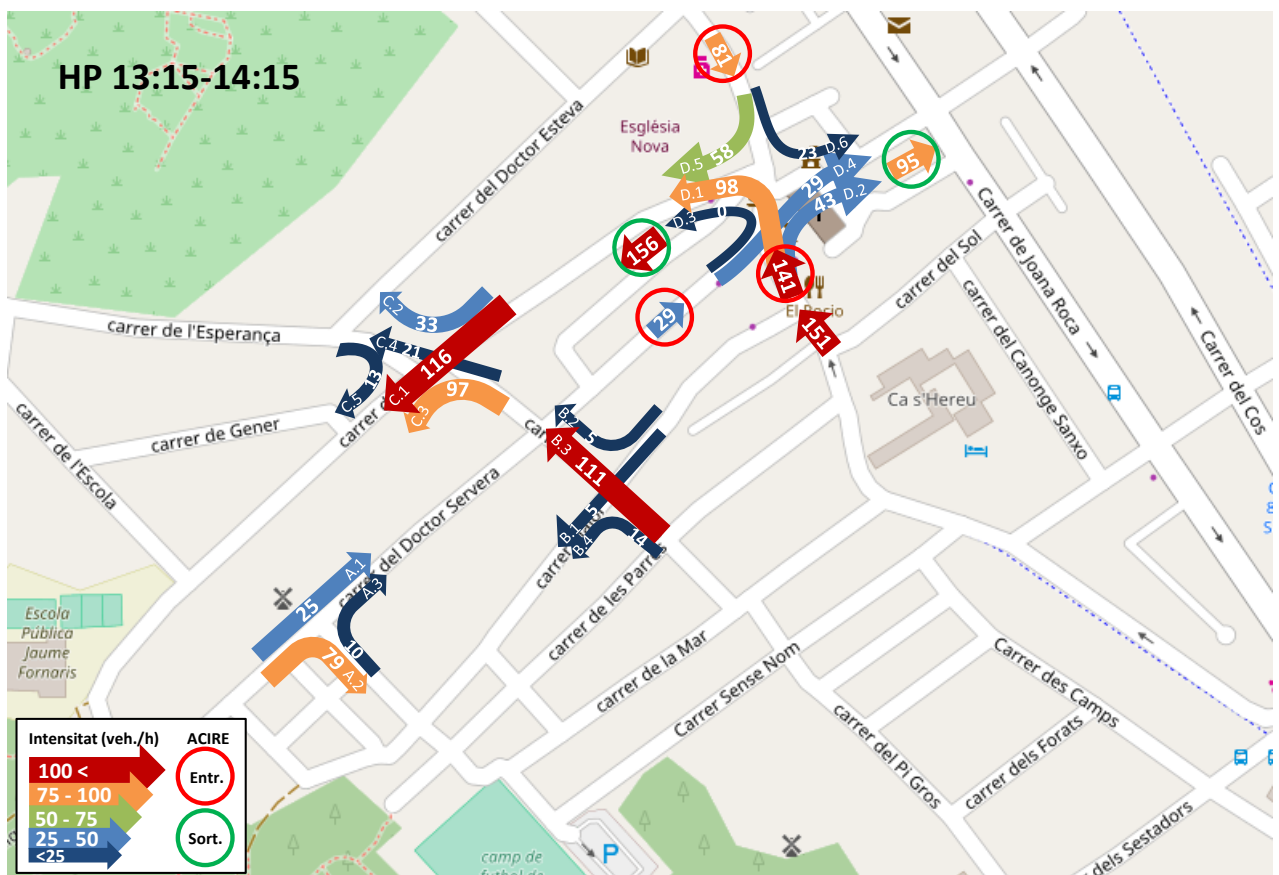 HP 13:15-14:15
carrer del Doctor Esteva
Església
Nova
81
D.5 58
23 D.6
D.1 98
29 D.4
43 D.2
D.3 0
95
156
141
El Rocio
151
29
carrer del Sol
Carrer de Joana Roca
Carrer del Cos
carrer del Canonge Sanxo
Ca s'Hereu
carrer de l'Esperança
C.2 33
C.4 21
C.1 116
C.5 13
C.3 97
carrer de Gener
carrer de l'Escola
B.2 5
B.3 111
B.1 5
B.4 14
carrer del Doctor Servera
carrer de les Parres
25 A.1
10 A.3
79 A.2
Escola
Pública
Jaume
Fornaris
carrer de la Mar
Carrer Sense Nom
carrer del Pi Gros
Carrer des Camps
carrer dels Forats
dels Sestadors
P
camp de
Intensitat (veh./h) ACIRE
100 <
75 - 100
50 - 75
25 - 50
<25
Entr.
Sort.